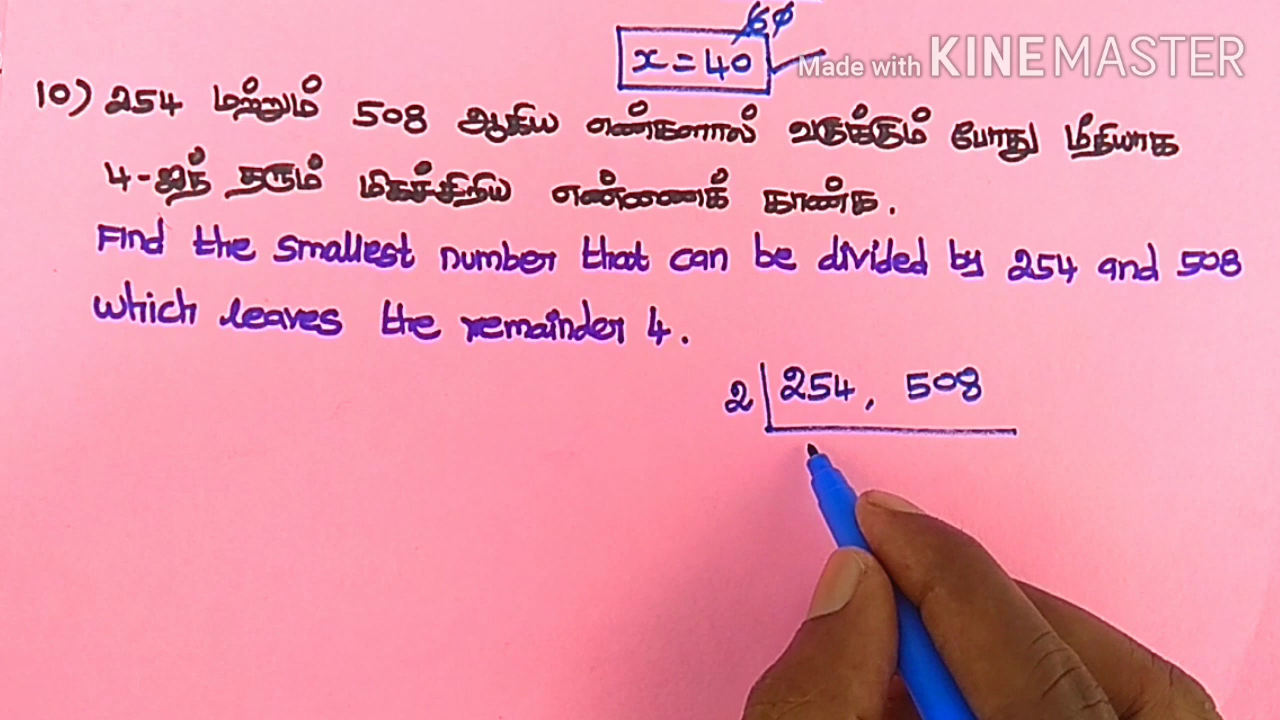 6φ
x = 40
Made with KINEMASTER
10) 254 மற்றும் 508 ஆகிய எண்களால் வகுக்கும் போது மீதியாக
4-ஐத் தரும் மிகச்சிறிய எண்ணைக் காண்க.
Find the smallest number that can be divided by 254 and 508
which leaves the remainder 4.
2 | 254, 508